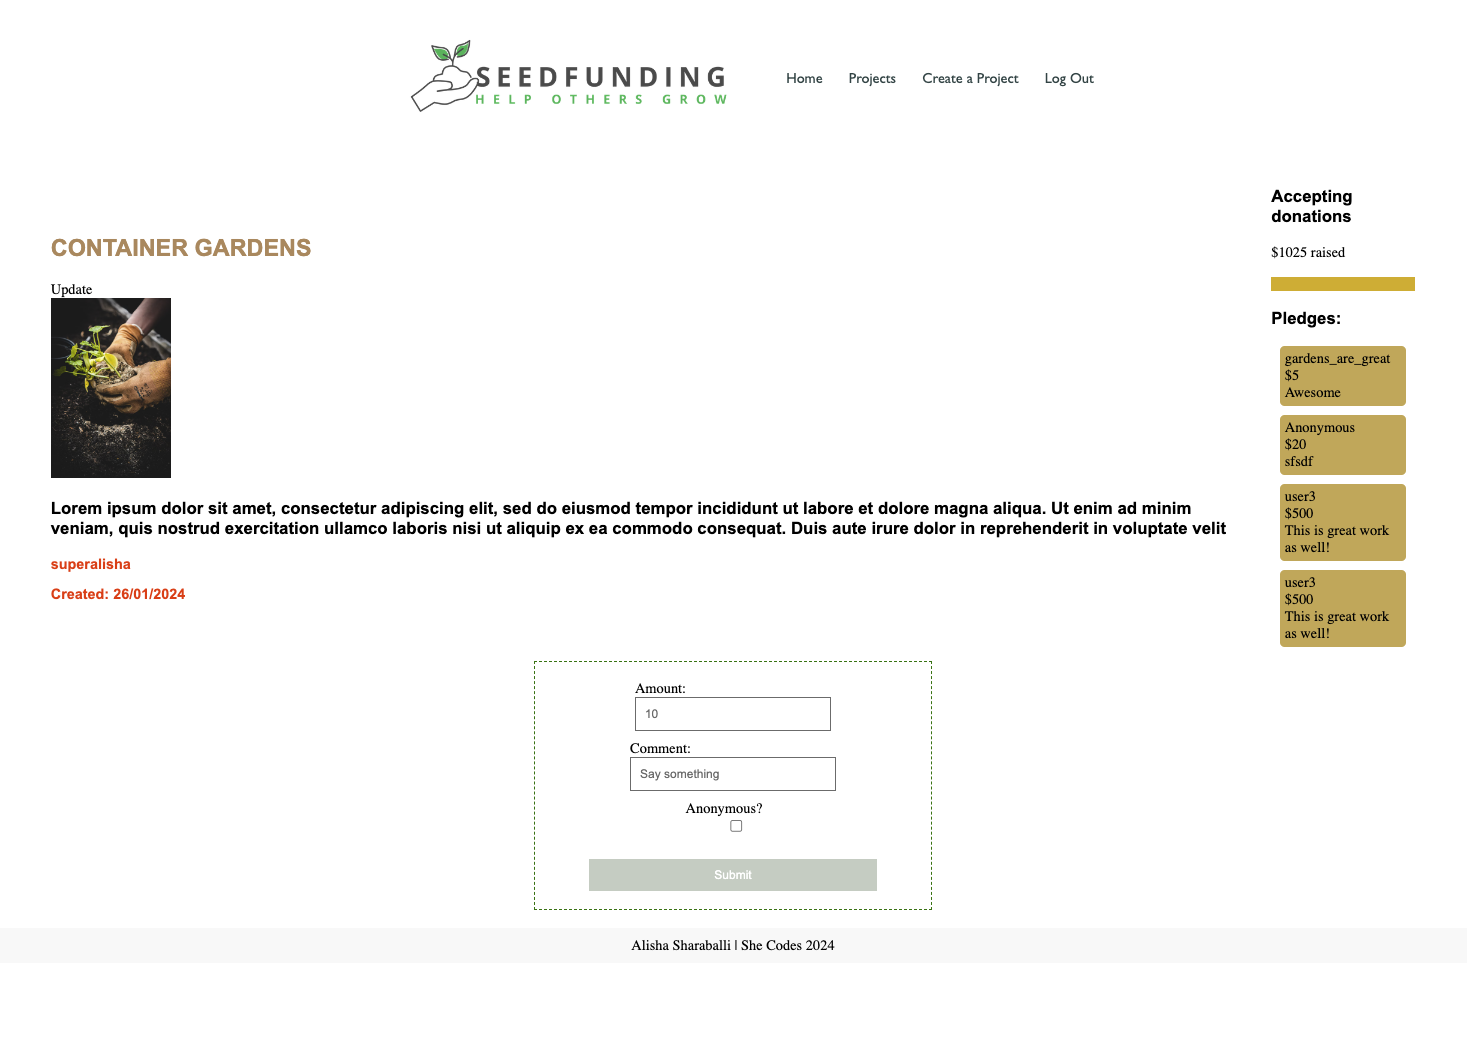 SEEDFUNDING
HELP OTHERS GROW
Home Projects Create a Project Log Out
CONTAINER GARDENS
Update
Lorem ipsum dolor sit amet, consectetur adipiscing elit, sed do eiusmod tempor incididunt ut labore et dolore magna aliqua. Ut enim ad minim
veniam, quis nostrud exercitation ullamco laboris nisi ut aliquip ex ea commodo consequat. Duis aute irure dolor in reprehenderit in voluptate velit
superalisha
Created: 26/01/2024
Accepting
donations
$1025 raised
Pledges:
gardens_are_great
$5
Awesome
Anonymous
$20
sfsdf
user3
$500
This is great work
as well!
user3
$500
This is great work
as well!
Amount:
10
Comment:
Say something
Anonymous?
Submit
Alisha Sharaballi | She Codes 2024